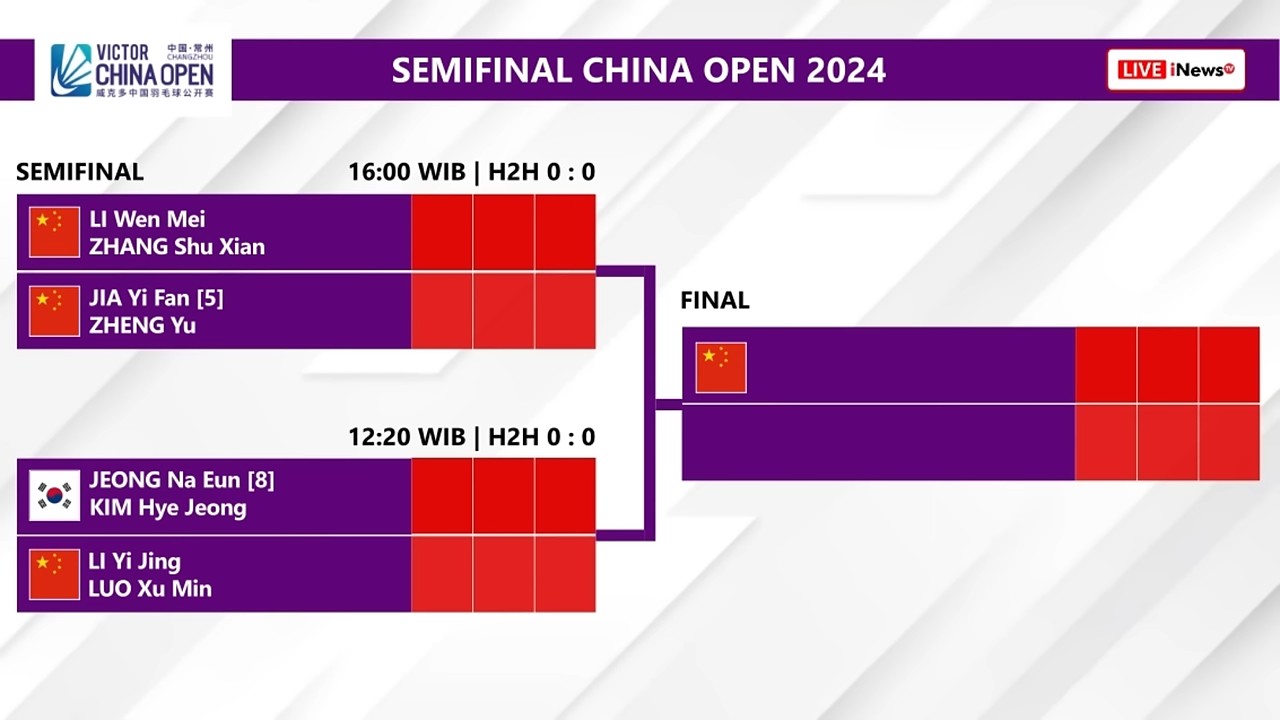 VICTOR
中国·常州
CHANGZHOU
CHINA OPEN
威克多中国羽毛球公开赛
SEMIFINAL CHINA OPEN 2024
LIVE iNews TV
SEMIFINAL
16:00 WIB | H2H 0 : 0
LI Wen Mei
ZHANG Shu Xian
JIA Yi Fan [5]
ZHENG Yu
12:20 WIB | H2H 0 : 0
JEONG Na Eun [8]
KIM Hye Jeong
LI Yi Jing
LUO Xu Min
FINAL